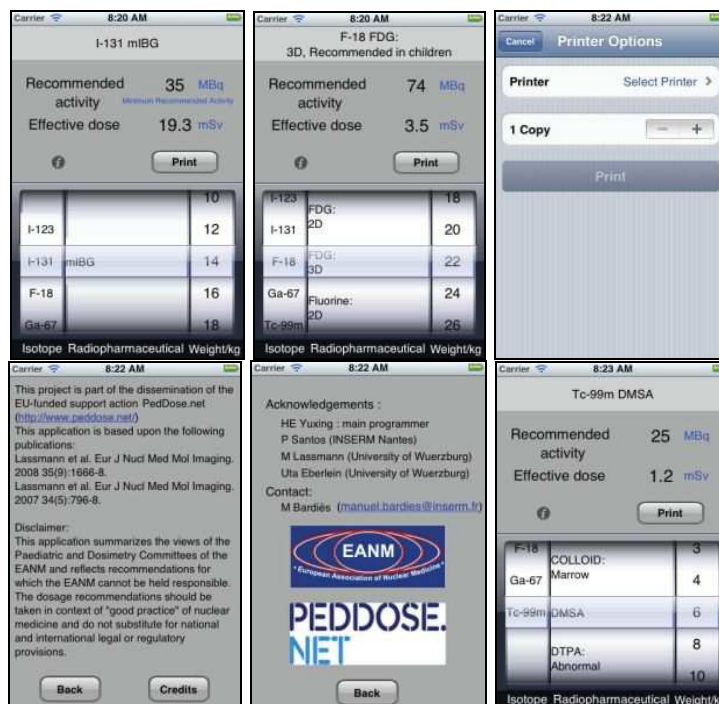 Carrier 8:20 AM
I-131 mIBG
Recommended activity 35 MBq
Minimum Recommended Activity
Effective dose 19.3 mSv
Print
10
I-123 12
I-131 mIBG 14
F-18 16
Ga-67 18
Isotope Radiopharmaceutical Weight/kg
Carrier 8:20 AM
F-18 FDG:
3D, Recommended in children
Recommended activity 74 MBq
Effective dose 3.5 mSv
Print
I-123 FDG: 18
I-131 2D 20
F-18 FDG: 3D 22
Ga-67 Fluorine: 24
Tc-99m 2D 26
Isotope Radiopharmaceutical Weight/kg
Carrier 8:22 AM
Cancel Printer Options
Printer Select Printer >
1 Copy − +
Print
Carrier 8:22 AM
This project is part of the dissemination of the
EU-funded support action PedDose.net
(http://www.peddose.net/)
This application is based upon the following
publications:
Lassmann et al. Eur J Nucl Med Mol Imaging.
2008 35(9):1666-8.
Lassmann et al. Eur J Nucl Med Mol Imaging.
2007 34(5):796-8.
Disclaimer:
This application summarizes the views of the
Paediatric and Dosimetry Committees of the
EANM and reflects recommendations for
which the EANM cannot be held responsible.
The dosage recommendations should be
taken in context of "good practice" of nuclear
medicine and do not substitute for national
and international legal or regulatory
provisions.
Back Credits
Carrier 8:22 AM
Acknowledgements :
HE Yuxing : main programmer
P Santos (INSERM Nantes)
M Lassmann (University of Wuerzburg)
Uta Eberlein (University of Wuerzburg)
Contact:
M Bardiès (manuel.bardies@inserm.fr)
EANM
European Association of Nuclear Medicine
PEDDOSE.
NET
Back
Carrier 8:23 AM
Tc-99m DMSA
Recommended activity 25 MBq
Effective dose 1.2 mSv
Print
F-18 COLLOID: 3
Ga-67 Marrow 4
Tc-99m DMSA 6
DTPA: 8
Abnormal 10
Isotope Radiopharmaceutical Weight/kg